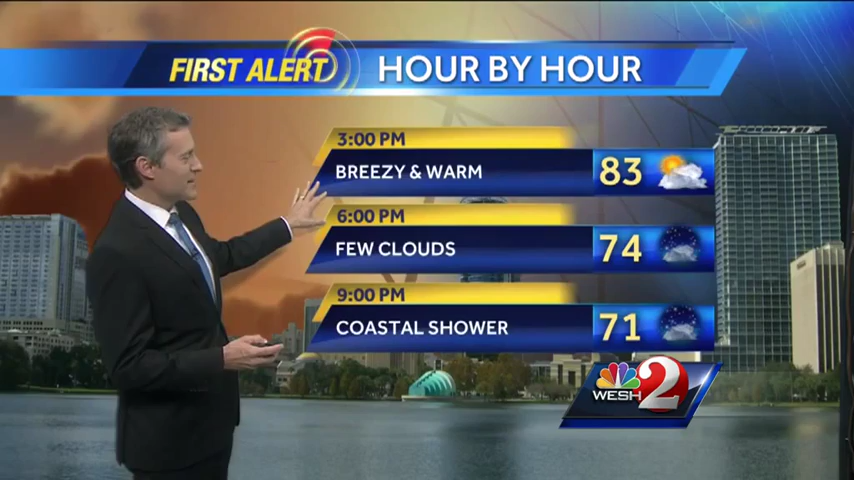 FIRST ALERT HOUR BY HOUR
3:00 PM
BREEZY & WARM 83
6:00 PM
FEW CLOUDS 74
9:00 PM
COASTAL SHOWER 71
WESH 2